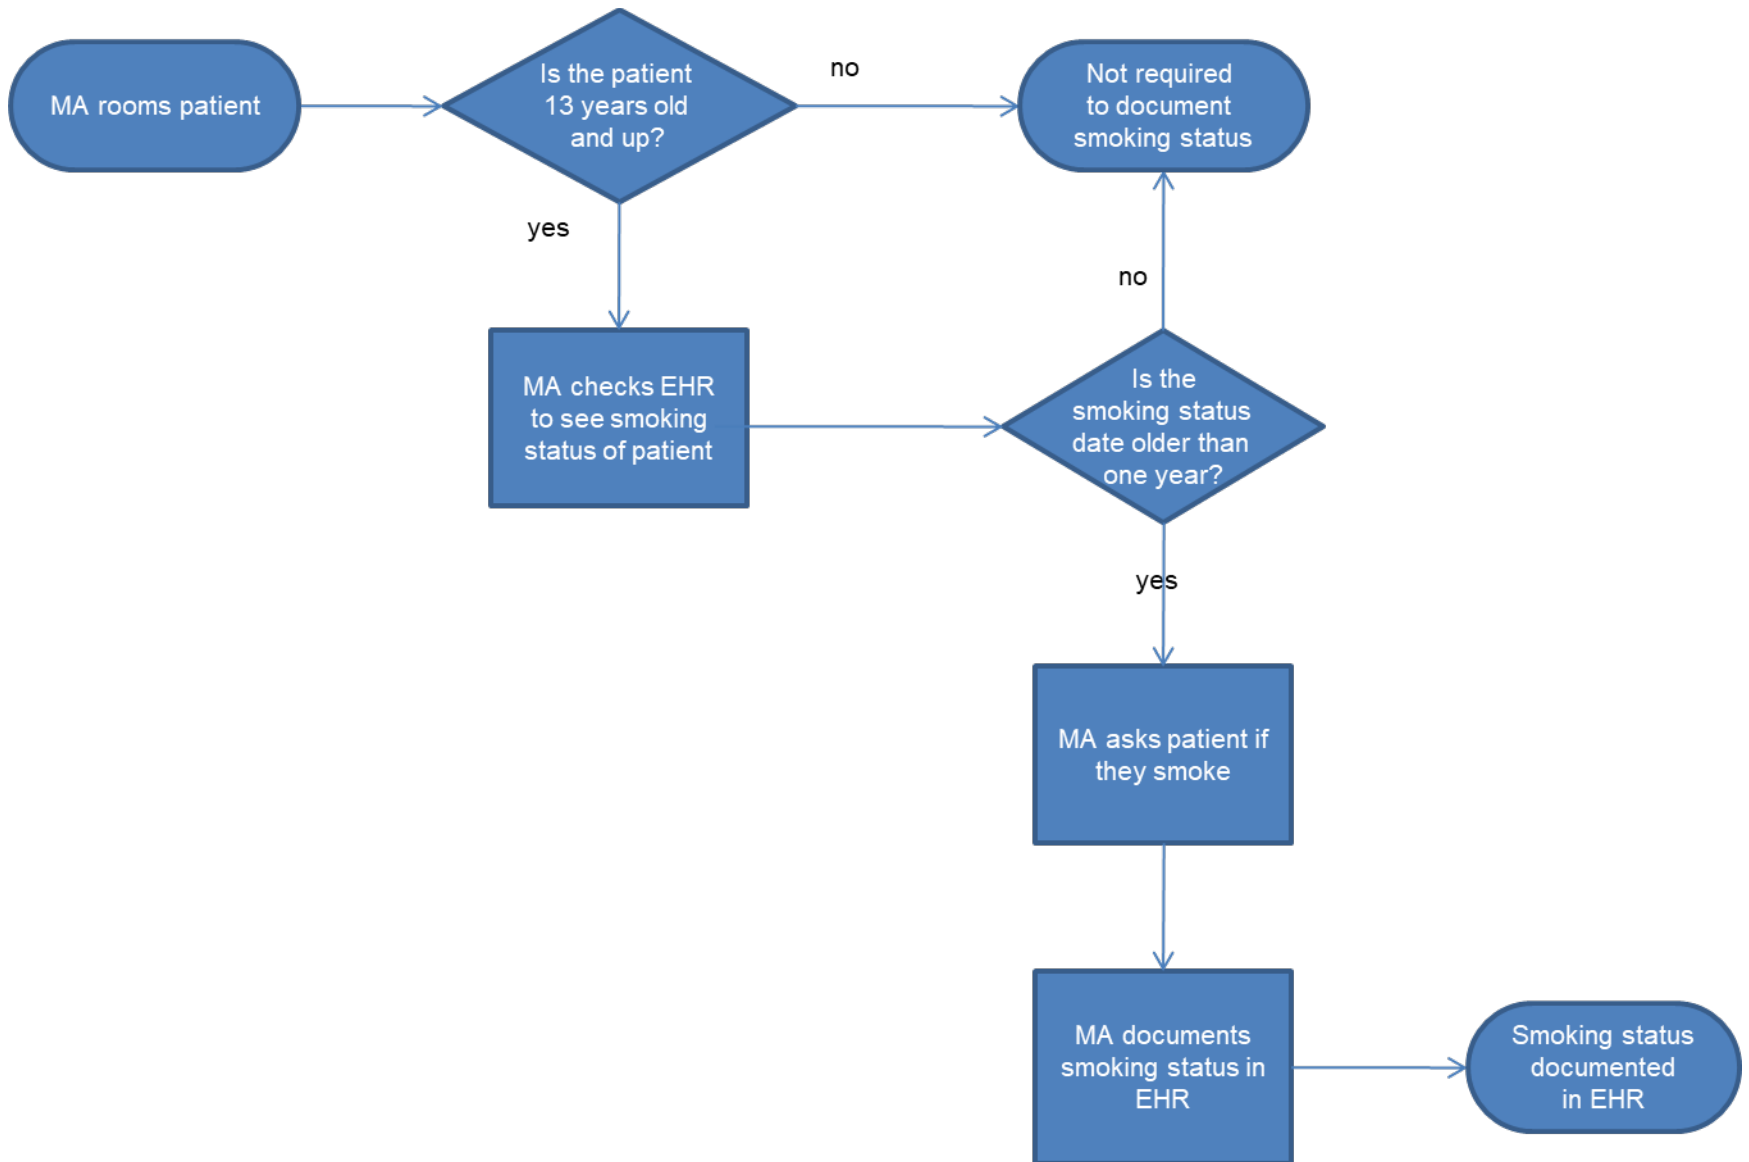 MA rooms patient
Is the patient
13 years old
and up?
no
Not required
to document
smoking status
yes
no
MA checks EHR
to see smoking
status of patient
Is the
smoking status
date older than
one year?
yes
MA asks patient if
they smoke
MA documents
smoking status in
EHR
Smoking status
documented
in EHR